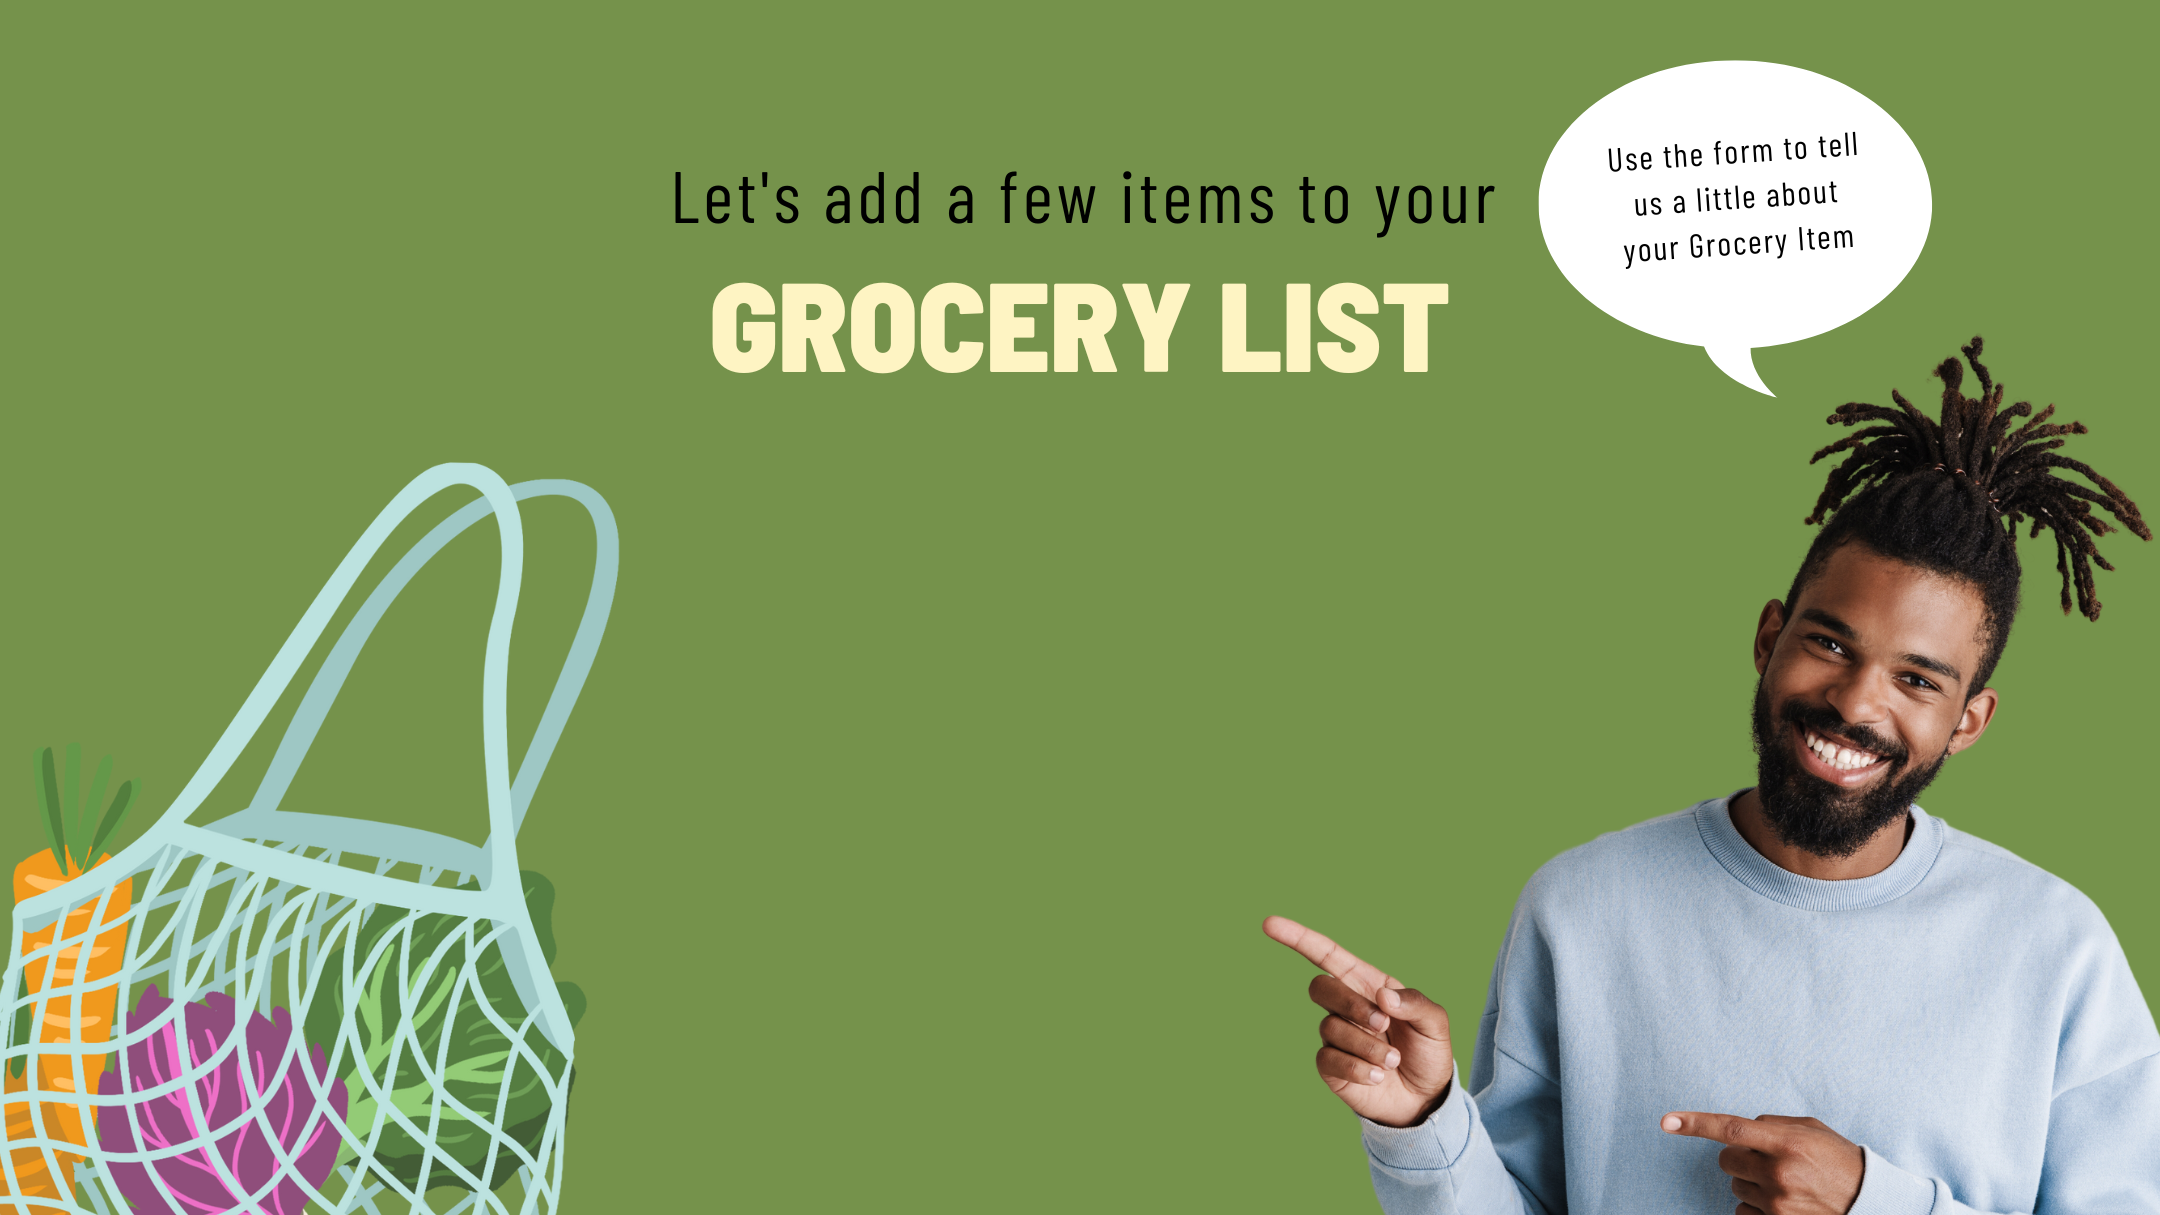 Let's add a few items to your
GROCERY LIST
Use the form to tell
us a little about
your Grocery Item